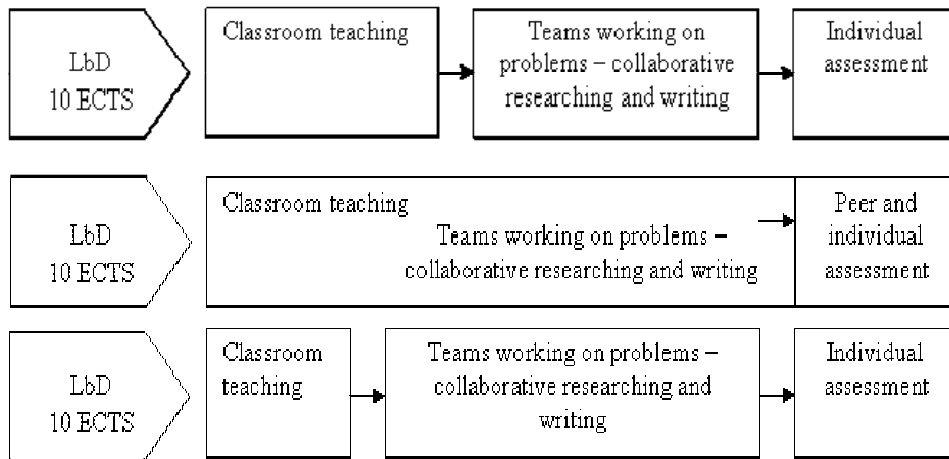 LbD
10 ECTS
Classroom teaching
Teams working on
problems – collaborative
researching and writing
Individual
assessment
LbD
10 ECTS
Classroom teaching
Teams working on problems –
collaborative researching and writing
Peer and
individual
assessment
LbD
10 ECTS
Classroom
teaching
Teams working on problems –
collaborative researching and
writing
Individual
assessment